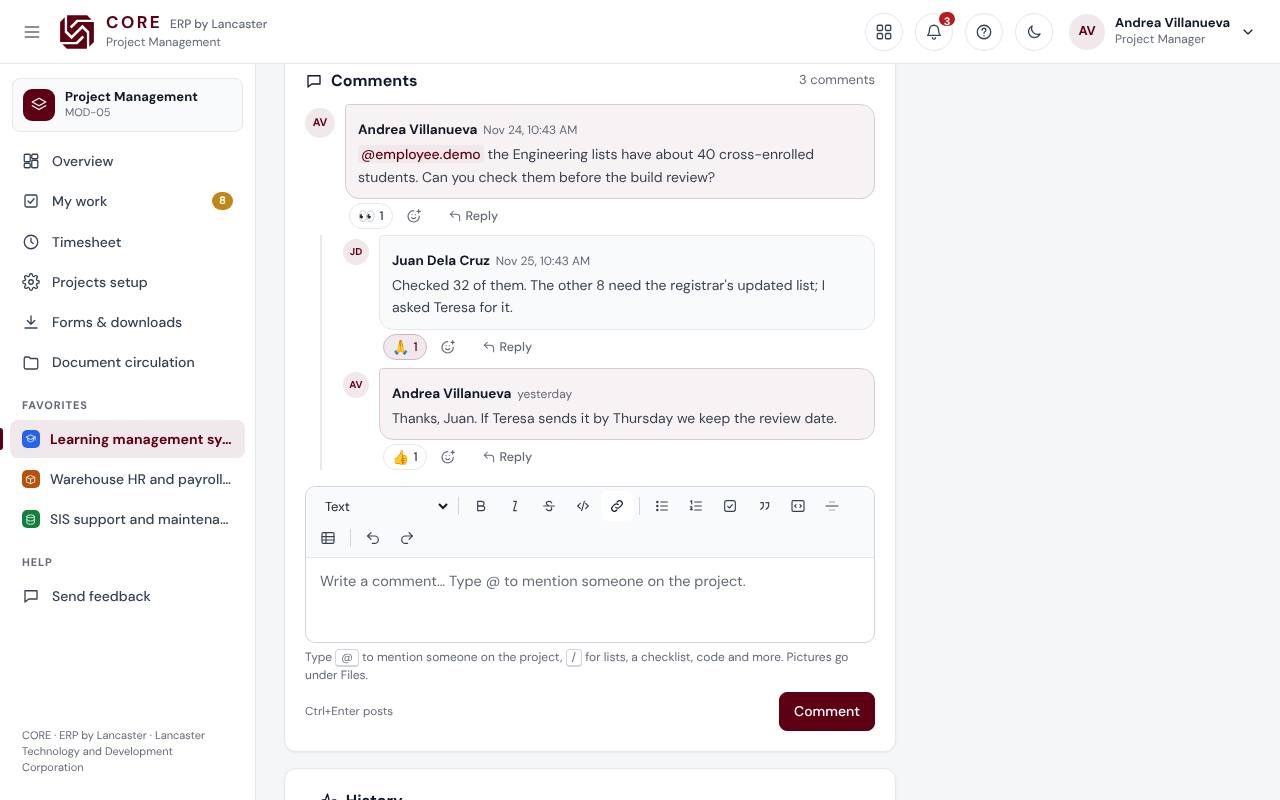 CORE ERP by Lancaster
Project Management
3
AV
Andrea Villanueva
Project Manager
Project Management
MOD-05
Overview
My work 8
Timesheet
Projects setup
Forms & downloads
Document circulation
FAVORITES
Learning management sy...
Warehouse HR and payroll...
SIS support and maintena...
HELP
Send feedback
CORE · ERP by Lancaster · Lancaster
Technology and Development
Corporation
Comments 3 comments
AV
Andrea Villanueva Nov 24, 10:43 AM
@employee.demo the Engineering lists have about 40 cross-enrolled
students. Can you check them before the build review?
👀 1 Reply
JD
Juan Dela Cruz Nov 25, 10:43 AM
Checked 32 of them. The other 8 need the registrar's updated list; I
asked Teresa for it.
🙏 1 Reply
AV
Andrea Villanueva yesterday
Thanks, Juan. If Teresa sends it by Thursday we keep the review date.
👍 1 Reply
Text
Write a comment... Type @ to mention someone on the project.
Type @ to mention someone on the project, / for lists, a checklist, code and more. Pictures go
under Files.
Ctrl+Enter posts Comment